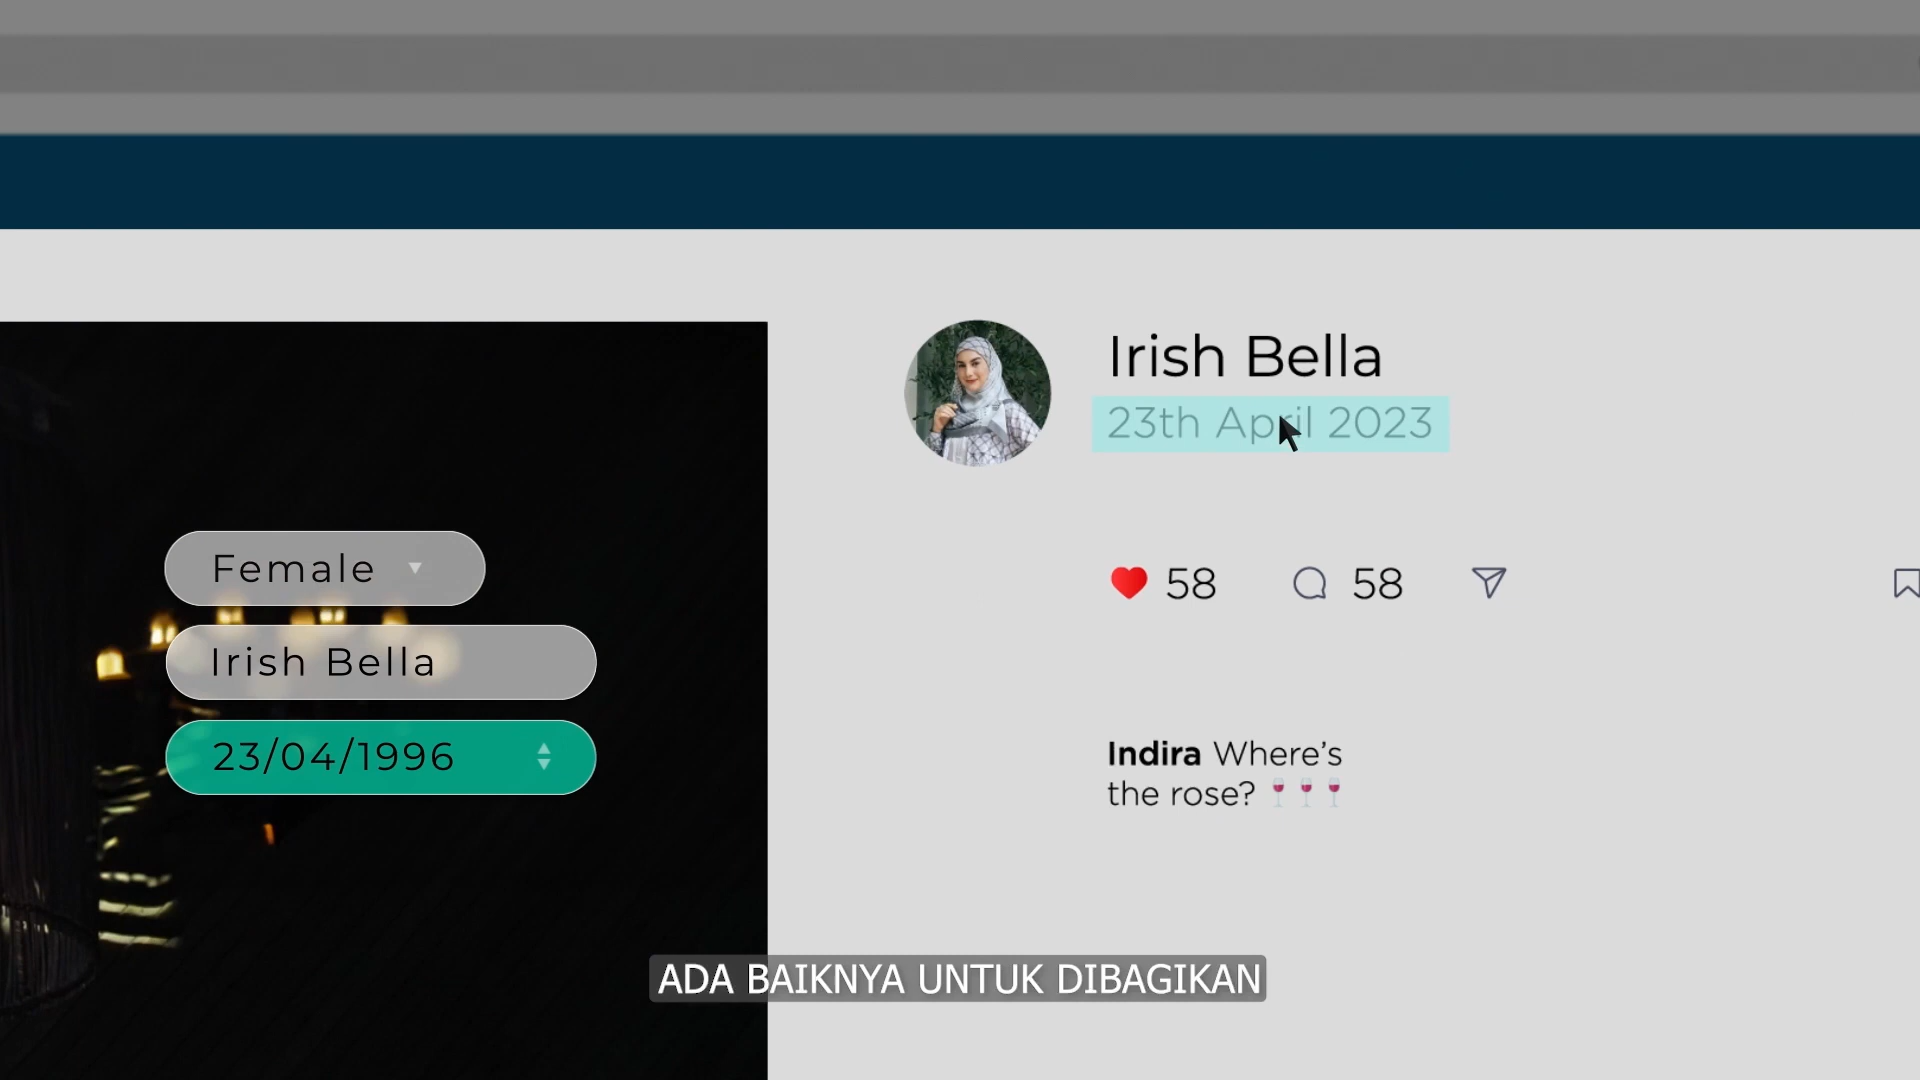 Irish Bella
23th April 2023
58 58
Indira Where's
the rose?
Female
Irish Bella
23/04/1996
ADA BAIKNYA UNTUK DIBAGIKAN